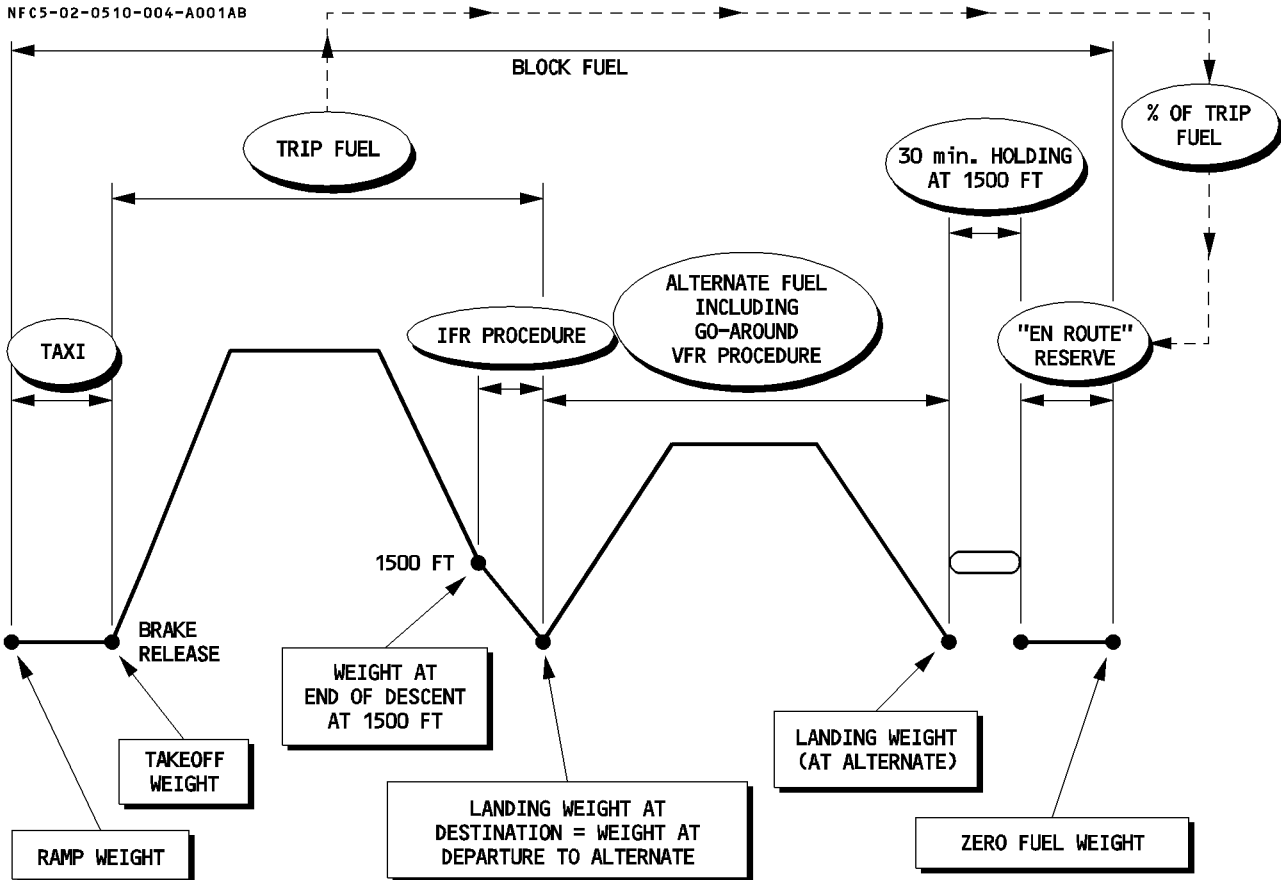 NFC5-02-0510-004-A001AB
BLOCK FUEL
TRIP FUEL
% OF TRIP
FUEL
30 min. HOLDING
AT 1500 FT
ALTERNATE FUEL
INCLUDING
GO-AROUND
VFR PROCEDURE
TAXI
IFR PROCEDURE
"EN ROUTE"
RESERVE
1500 FT
BRAKE
RELEASE
WEIGHT AT
END OF DESCENT
AT 1500 FT
TAKEOFF
WEIGHT
LANDING WEIGHT
(AT ALTERNATE)
LANDING WEIGHT AT
DESTINATION = WEIGHT AT
DEPARTURE TO ALTERNATE
RAMP WEIGHT
ZERO FUEL WEIGHT